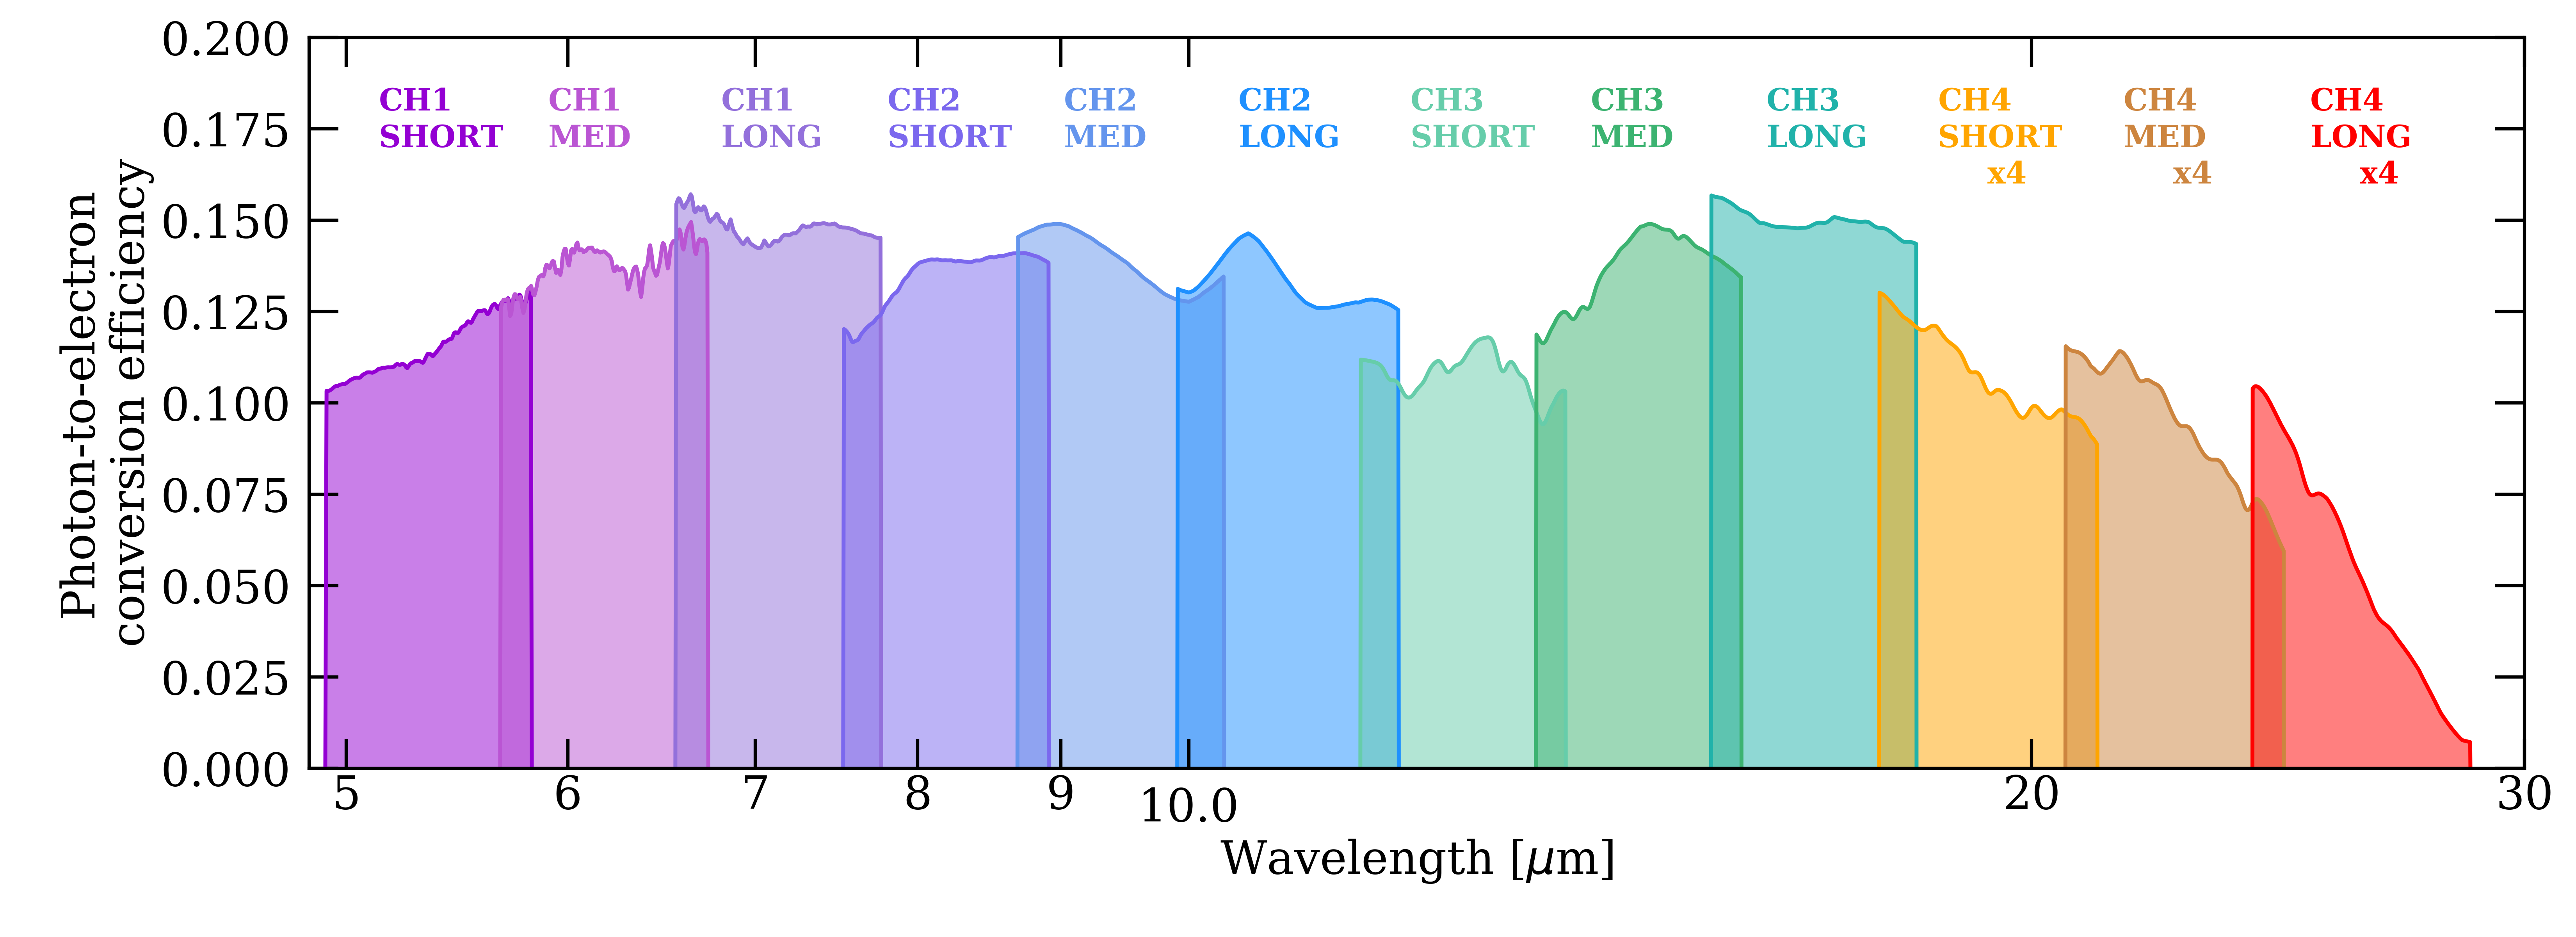 Photon-to-electron
conversion efficiency
0.200
0.175
0.150
0.125
0.100
0.075
0.050
0.025
0.000
CH1
SHORT
CH1
MED
CH1
LONG
CH2
SHORT
CH2
MED
CH2
LONG
CH3
SHORT
CH3
MED
CH3
LONG
CH4
SHORT
x4
CH4
MED
x4
CH4
LONG
x4
5 6 7 8 9 10.0 20 30
Wavelength [μm]